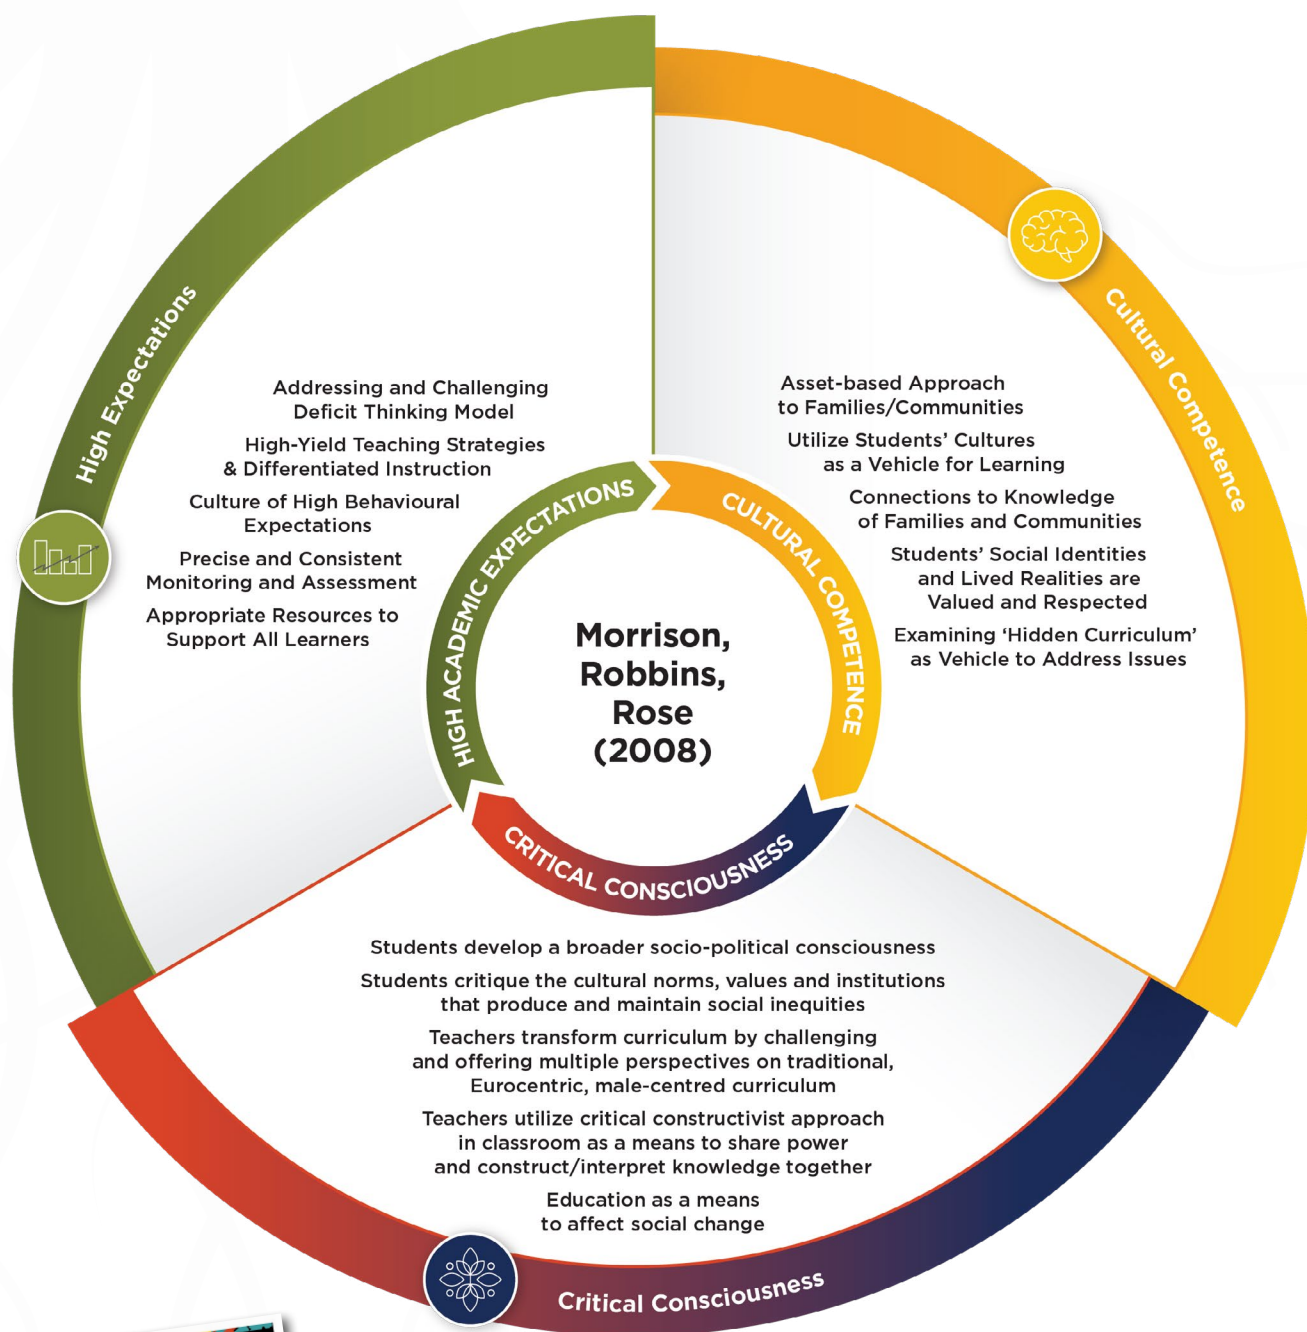 High Expectations
Addressing and Challenging
Deficit Thinking Model
High-Yield Teaching Strategies
& Differentiated Instruction
Culture of High Behavioural
Expectations
Precise and Consistent
Monitoring and Assessment
Appropriate Resources to
Support All Learners
Cultural Competence
Asset-based Approach
to Families/Communities
Utilize Students’ Cultures
as a Vehicle for Learning
Connections to Knowledge
of Families and Communities
Students’ Social Identities
and Lived Realities are
Valued and Respected
Examining ‘Hidden Curriculum’
as Vehicle to Address Issues
HIGH ACADEMIC EXPECTATIONS
CULTURAL COMPETENCE
CRITICAL CONSCIOUSNESS
Morrison,
Robbins,
Rose
(2008)
Students develop a broader socio-political consciousness
Students critique the cultural norms, values and institutions
that produce and maintain social inequities
Teachers transform curriculum by challenging
and offering multiple perspectives on traditional,
Eurocentric, male-centred curriculum
Teachers utilize critical constructivist approach
in classroom as a means to share power
and construct/interpret knowledge together
Education as a means
to affect social change
Critical Consciousness